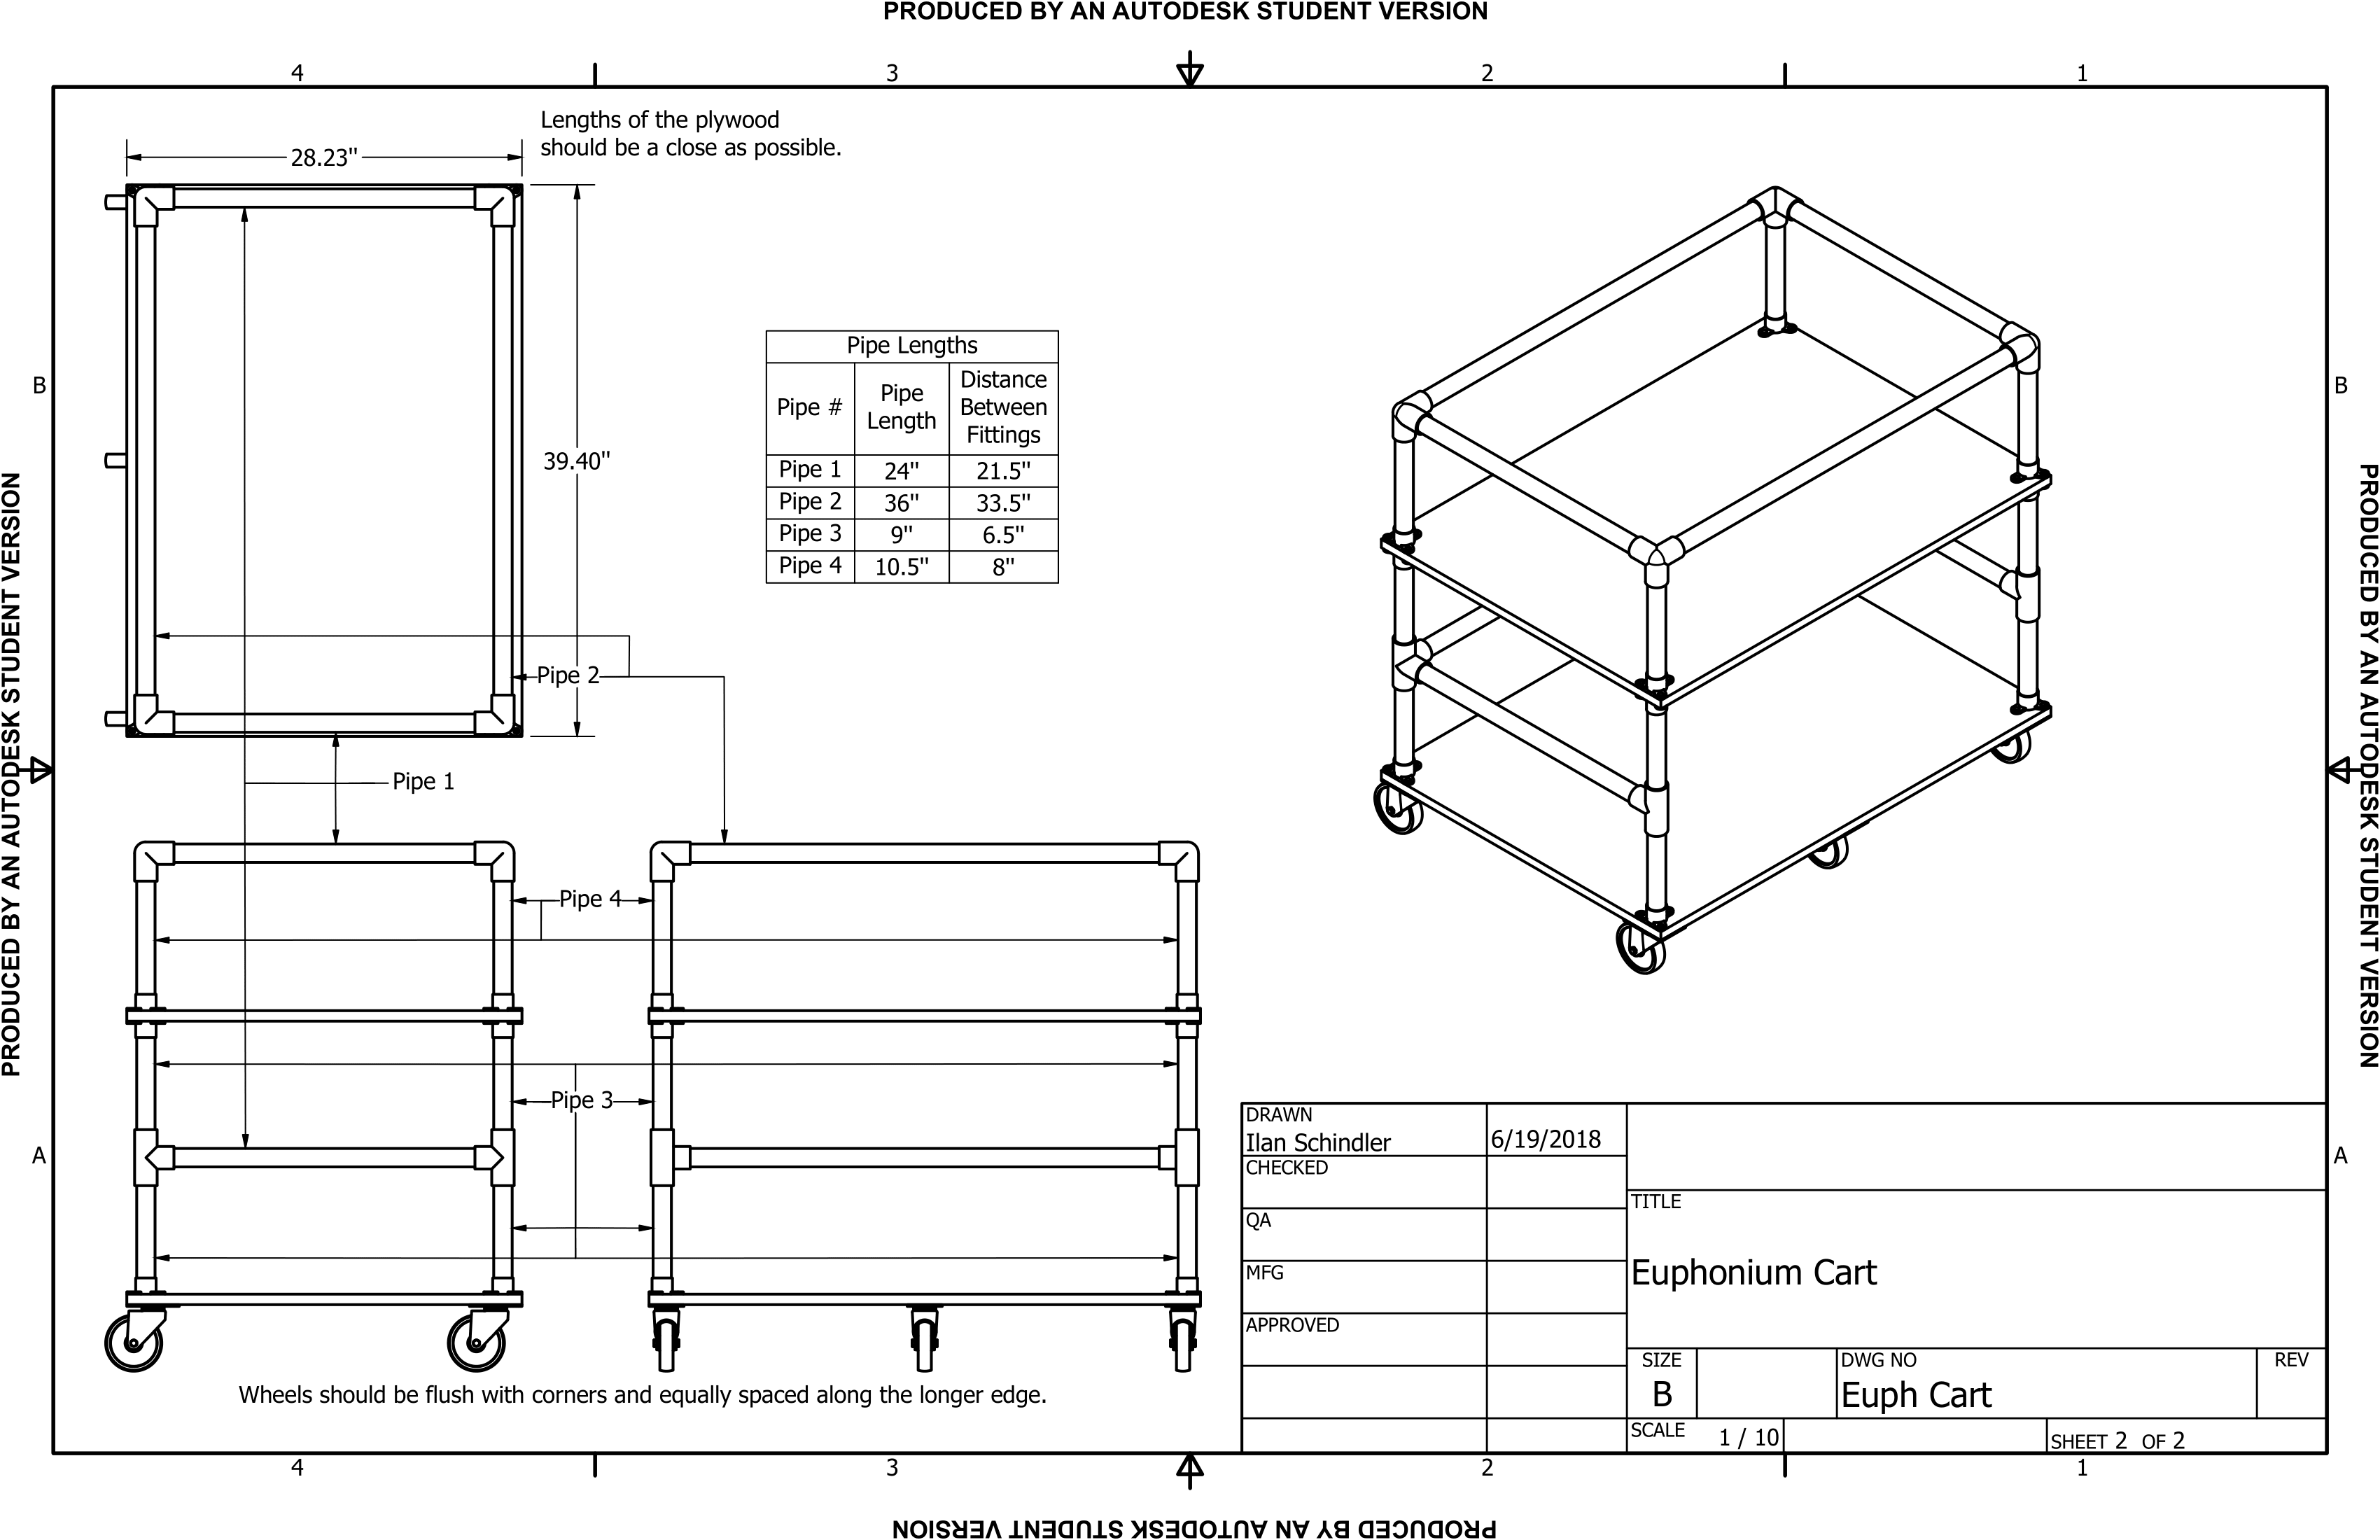 PRODUCED BY AN AUTODESK STUDENT VERSION
4
3
2
1
Lengths of the plywood
should be a close as possible.
28.23"
39.40"
Pipe Lengths
Pipe #
Pipe
Length
Distance
Between
Fittings
Pipe 1
24"
21.5"
Pipe 2
36"
33.5"
Pipe 3
9"
6.5"
Pipe 4
10.5"
8"
B
B
PRODUCED BY AN AUTODESK STUDENT VERSION
PRODUCED BY AN AUTODESK STUDENT VERSION
Pipe 2
Pipe 1
Pipe 4
Pipe 3
A
A
Wheels should be flush with corners and equally spaced along the longer edge.
DRAWN
Ilan Schindler
6/19/2018
CHECKED
QA
MFG
APPROVED
TITLE
Euphonium Cart
SIZE
B
DWG NO
Euph Cart
REV
SCALE
1 / 10
SHEET 2 OF 2
4
3
2
1
PRODUCED BY AN AUTODESK STUDENT VERSION